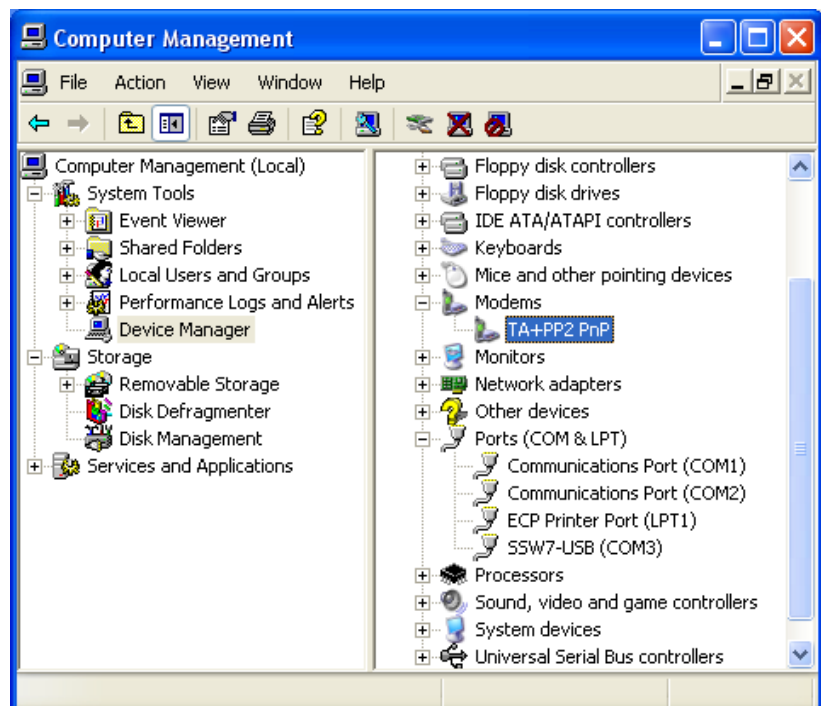 Computer Management
File Action View Window Help
Computer Management (Local)
System Tools
Event Viewer
Shared Folders
Local Users and Groups
Performance Logs and Alerts
Device Manager
Storage
Removable Storage
Disk Defragmenter
Disk Management
Services and Applications
Floppy disk controllers
Floppy disk drives
IDE ATA/ATAPI controllers
Keyboards
Mice and other pointing devices
Modems
TA+PP2 PnP
Monitors
Network adapters
Other devices
Ports (COM & LPT)
Communications Port (COM1)
Communications Port (COM2)
ECP Printer Port (LPT1)
SSW7-USB (COM3)
Processors
Sound, video and game controllers
System devices
Universal Serial Bus controllers